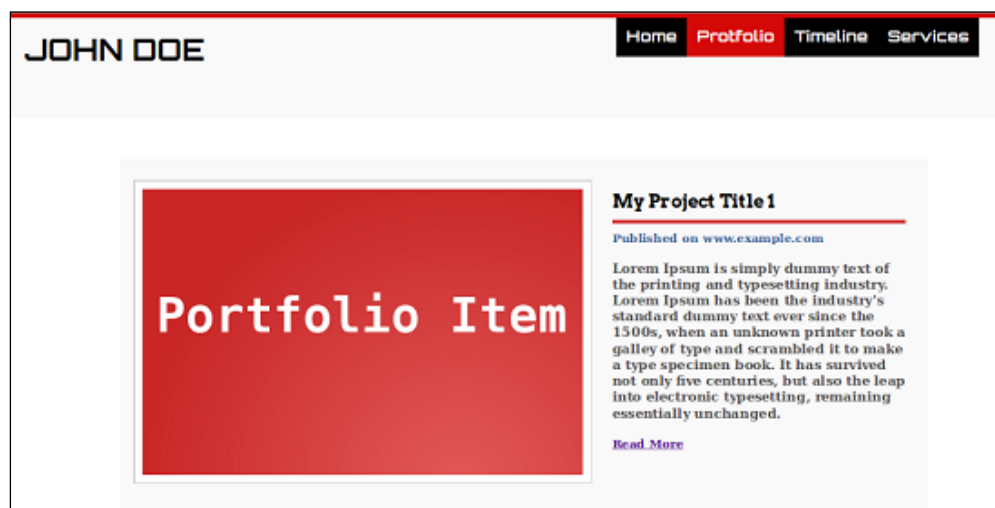 JOHN DOE
Home Protfolio Timeline Services
Portfolio Item
My Project Title 1
Published on www.example.com
Lorem Ipsum is simply dummy text of
the printing and typesetting industry.
Lorem Ipsum has been the industry's
standard dummy text ever since the
1500s, when an unknown printer took a
galley of type and scrambled it to make
a type specimen book. It has survived
not only five centuries, but also the leap
into electronic typesetting, remaining
essentially unchanged.
Read More